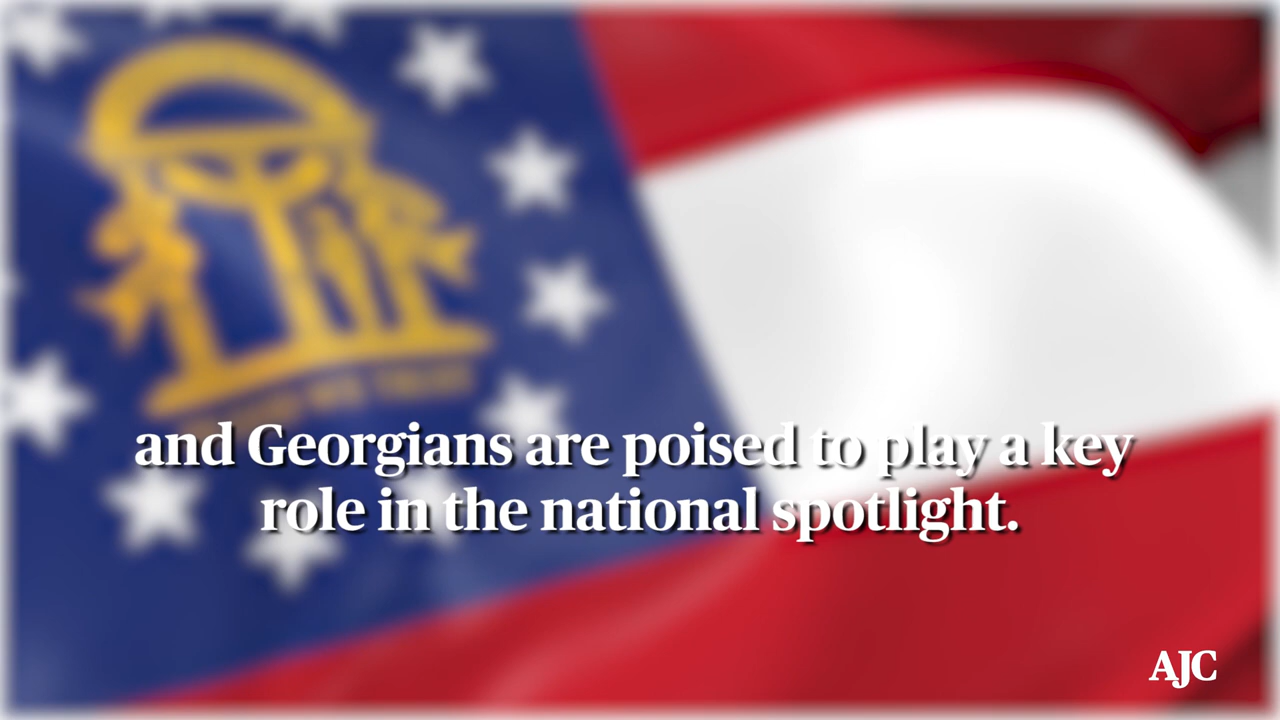 and Georgians are poised to play a key
role in the national spotlight.
AJC